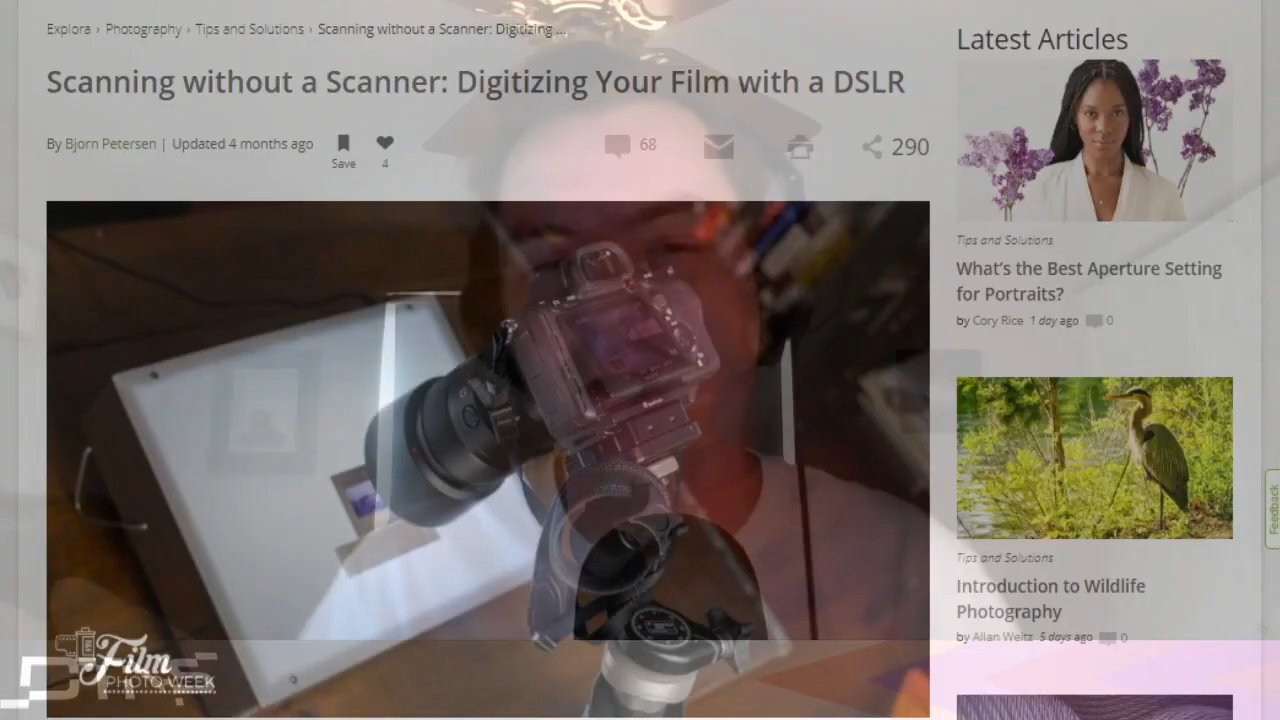 Explora › Photography › Tips and Solutions › Scanning without a Scanner: Digitizing ...
Scanning without a Scanner: Digitizing Your Film with a DSLR
By Bjorn Petersen | Updated 4 months ago
Save
4
68
290
Film
PHOTO WEEK
Latest Articles
Tips and Solutions
What's the Best Aperture Setting
for Portraits?
by Cory Rice 1 day ago 0
Tips and Solutions
Introduction to Wildlife
Photography
by Allan Weitz 5 days ago 0
Feedback